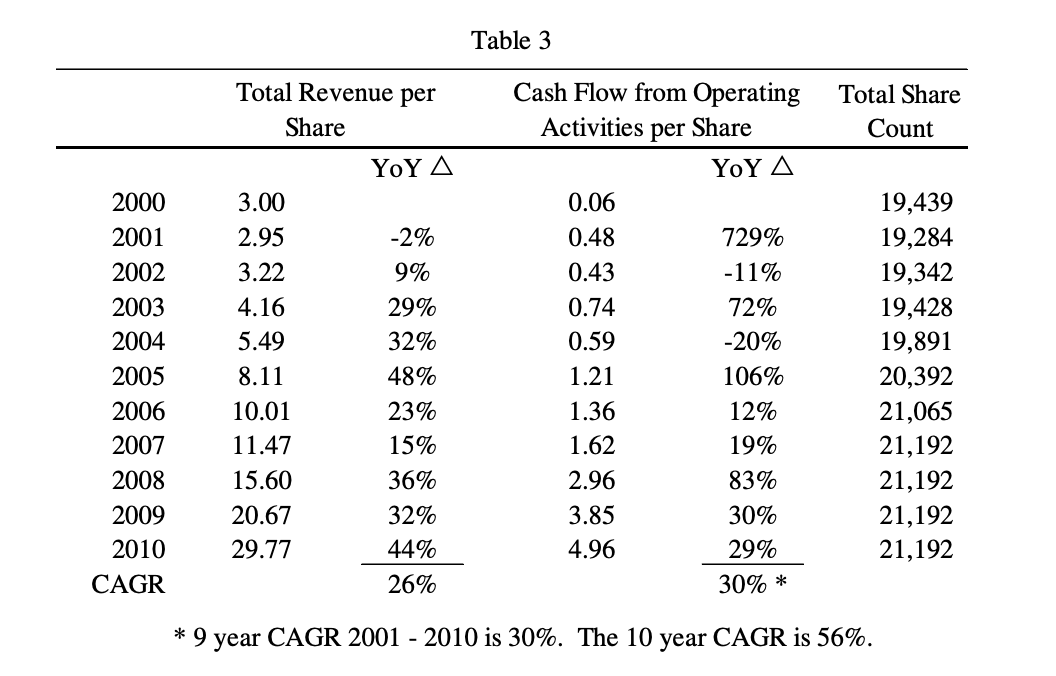 Table 3
Total Revenue per Share Cash Flow from Operating Activities per Share Total Share Count
YoY △ YoY △
2000 3.00 0.06 19,439
2001 2.95 -2% 0.48 729% 19,284
2002 3.22 9% 0.43 -11% 19,342
2003 4.16 29% 0.74 72% 19,428
2004 5.49 32% 0.59 -20% 19,891
2005 8.11 48% 1.21 106% 20,392
2006 10.01 23% 1.36 12% 21,065
2007 11.47 15% 1.62 19% 21,192
2008 15.60 36% 2.96 83% 21,192
2009 20.67 32% 3.85 30% 21,192
2010 29.77 44% 4.96 29% 21,192
CAGR 26% 30% *
* 9 year CAGR 2001 - 2010 is 30%. The 10 year CAGR is 56%.